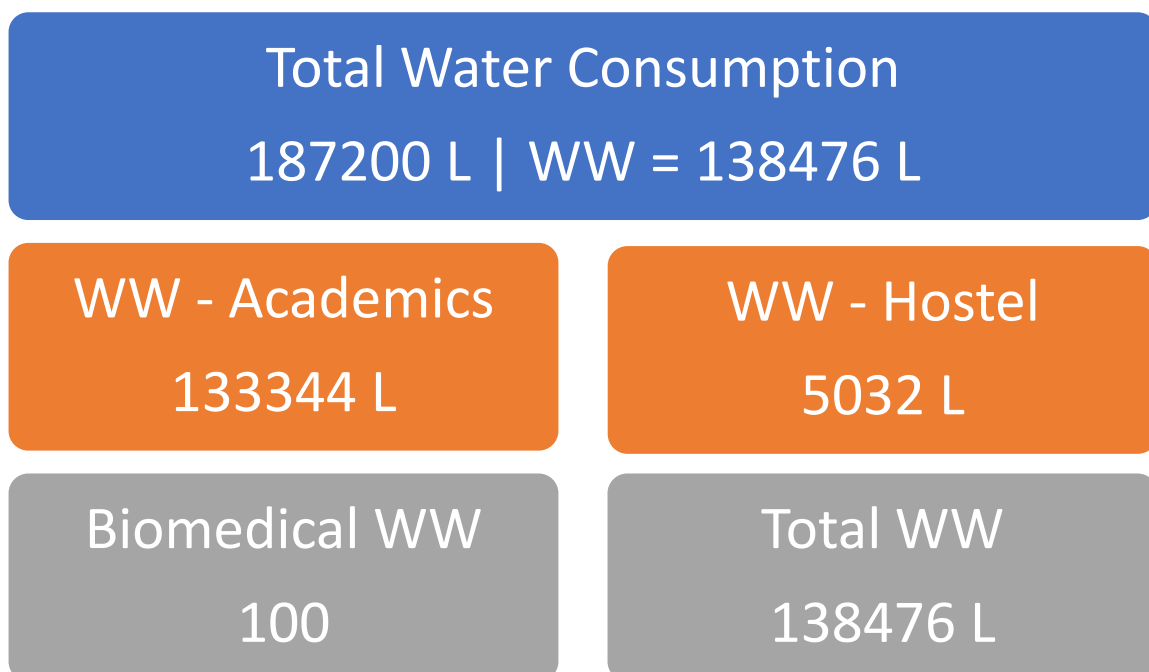 Total Water Consumption
187200 L | WW = 138476 L
WW - Academics
133344 L
WW - Hostel
5032 L
Biomedical WW
100
Total WW
138476 L